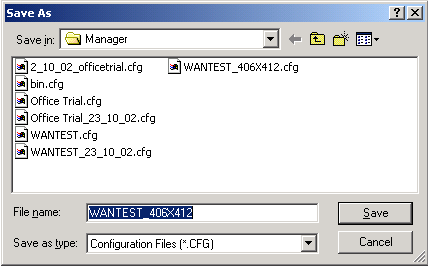 Save As
Save in: Manager
2_10_02_officetrial.cfg
bin.cfg
Office Trial.cfg
Office Trial_23_10_02.cfg
WANTEST.cfg
WANTEST_23_10_02.cfg
WANTEST_406X412.cfg
File name: WANTEST_406X412 Save
Save as type: Configuration Files (*.CFG) Cancel